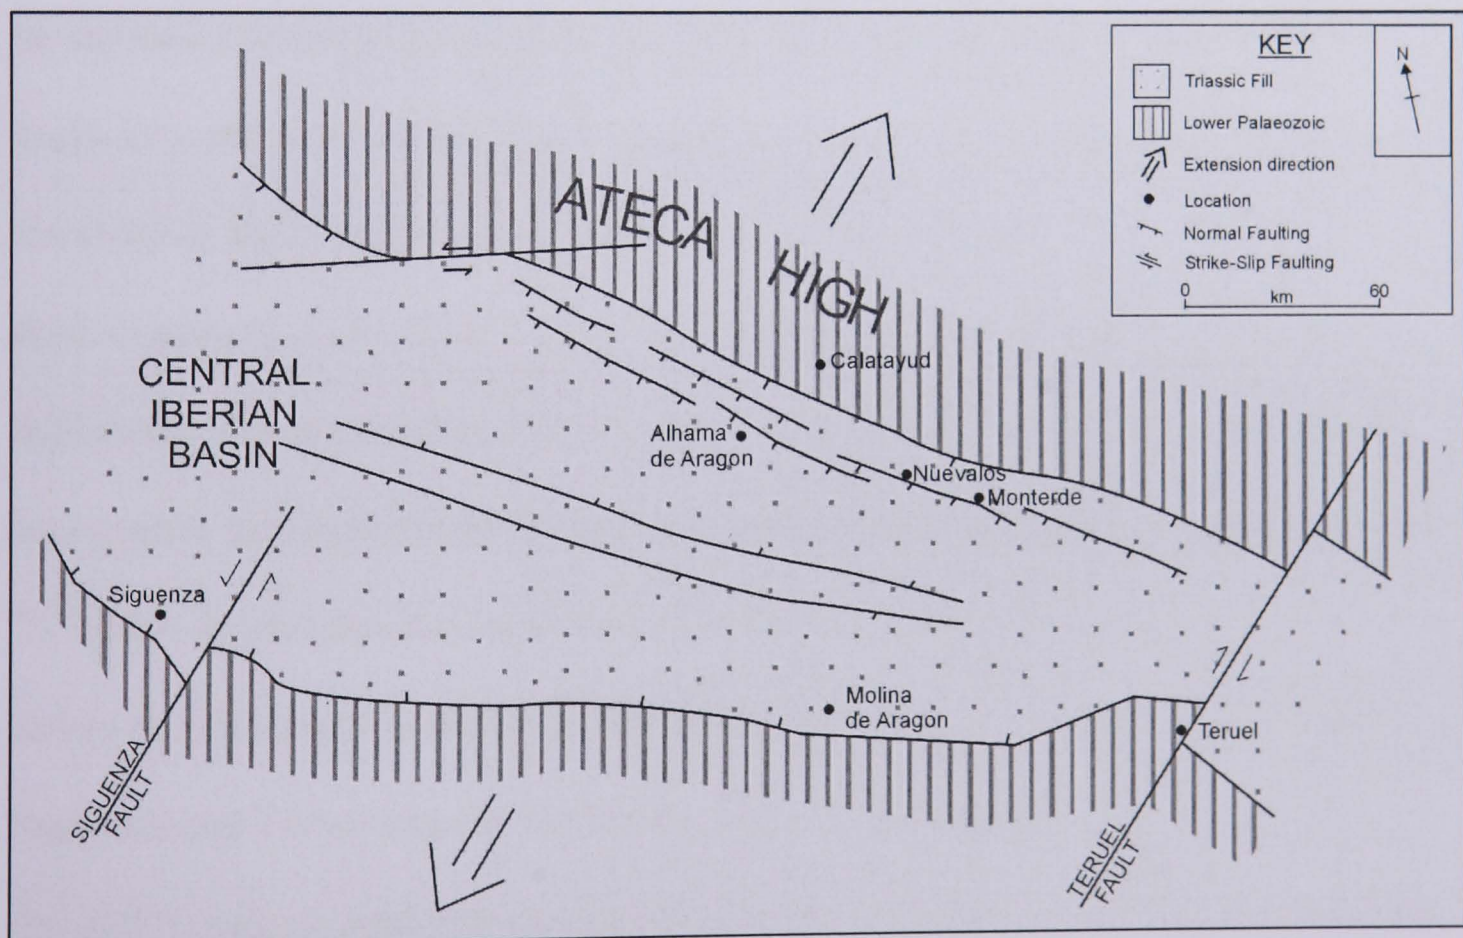 KEY
N
Triassic Fill
Lower Palaeozoic
Extension direction
Location
Normal Faulting
Strike-Slip Faulting
0 60
km
ATECA
HIGH
Calatayud
CENTRAL
IBERIAN
BASIN
Alhama
de Aragon
Nuevalos
Monterde
Siguenza
Molina
de Aragon
Teruel
SIGUENZA
FAULT
TERUEL
FAULT